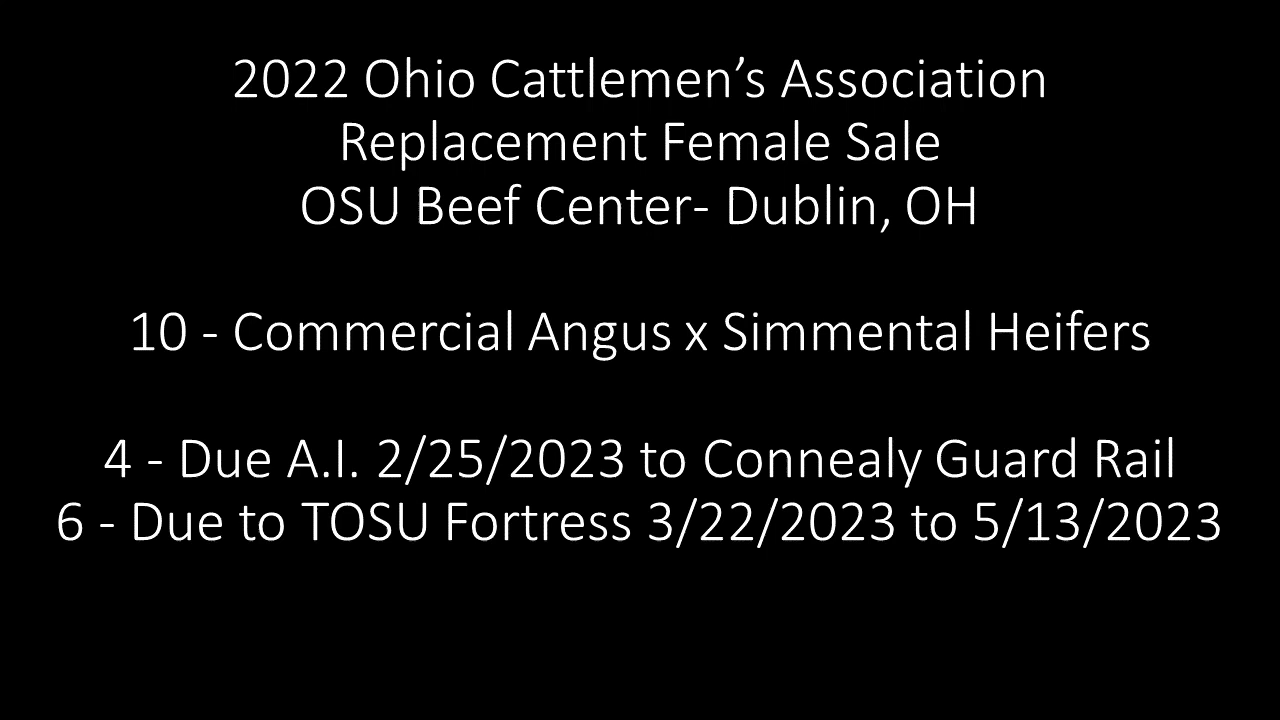 2022 Ohio Cattlemen’s Association
Replacement Female Sale
OSU Beef Center- Dublin, OH
10 - Commercial Angus x Simmental Heifers
4 - Due A.I. 2/25/2023 to Connealy Guard Rail
6 - Due to TOSU Fortress 3/22/2023 to 5/13/2023